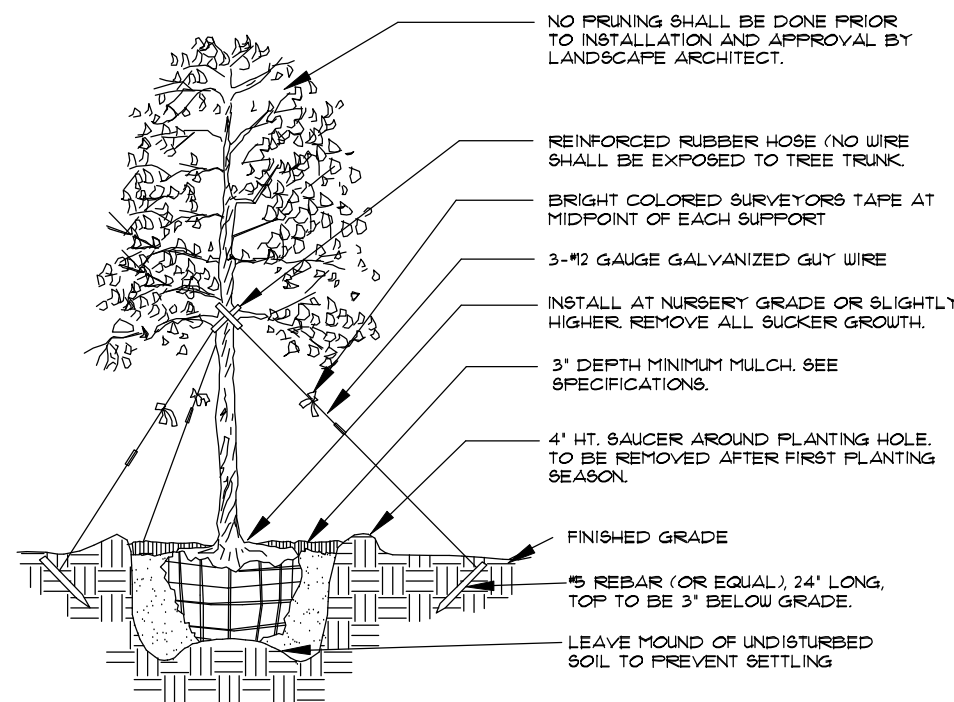 NO PRUNING SHALL BE DONE PRIOR
TO INSTALLATION AND APPROVAL BY
LANDSCAPE ARCHITECT.
REINFORCED RUBBER HOSE (NO WIRE
SHALL BE EXPOSED TO TREE TRUNK.
BRIGHT COLORED SURVEYORS TAPE AT
MIDPOINT OF EACH SUPPORT
3-#12 GAUGE GALVANIZED GUY WIRE
INSTALL AT NURSERY GRADE OR SLIGHTLY
HIGHER. REMOVE ALL SUCKER GROWTH.
3" DEPTH MINIMUM MULCH. SEE
SPECIFICATIONS.
4" HT. SAUCER AROUND PLANTING HOLE.
TO BE REMOVED AFTER FIRST PLANTING
SEASON.
FINISHED GRADE
#5 REBAR (OR EQUAL), 24" LONG,
TOP TO BE 3" BELOW GRADE.
LEAVE MOUND OF UNDISTURBED
SOIL TO PREVENT SETTLING